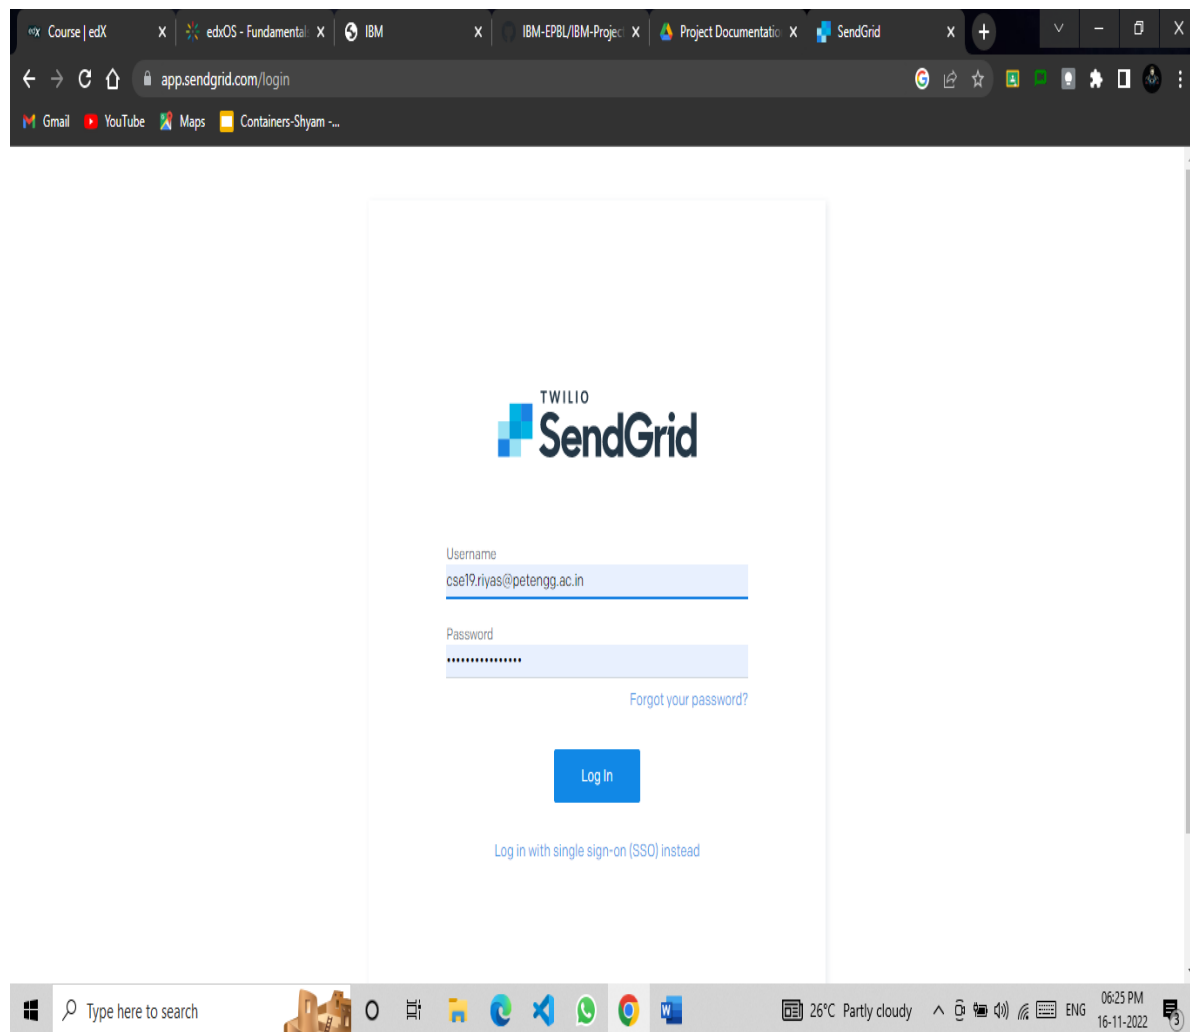 edX Course | edX
edxOS - Fundamental
IBM
IBM-EPBL/IBM-Projec
Project Documentatio
SendGrid
app.sendgrid.com/login
Gmail
YouTube
Maps
Containers-Shyam -...
TWILIO
SendGrid
Username
cse19.riyas@petengg.ac.in
Password
••••••••••••••••
Forgot your password?
Log In
Log in with single sign-on (SSO) instead
Type here to search
26°C Partly cloudy
ENG
06:25 PM
16-11-2022
3